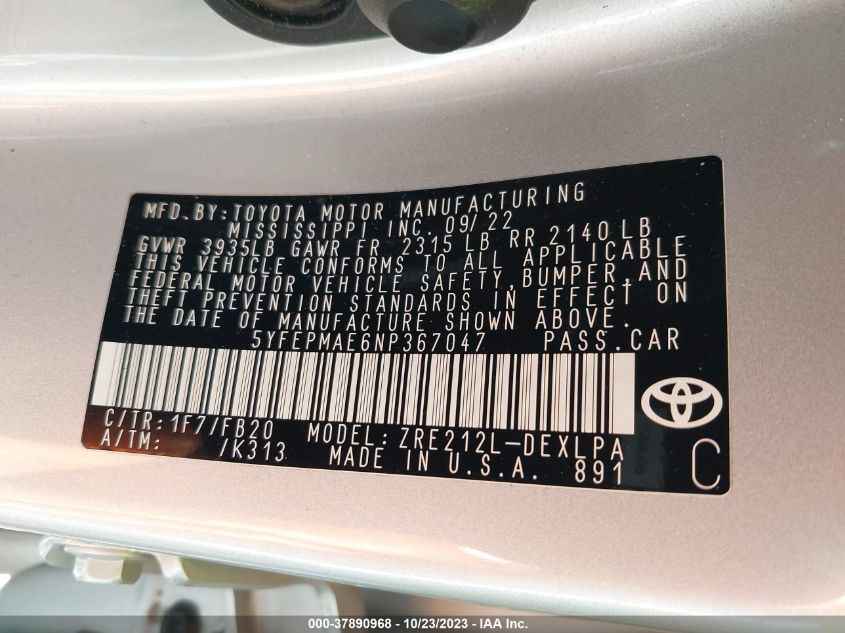 MFD. BY: TOYOTA MOTOR MANUFACTURING
MISSISSIPPI INC. 09/22
GVWR 3935LB GAWR FR 2315 LB RR 2140 LB
THIS VEHICLE CONFORMS TO ALL APPLICABLE
FEDERAL MOTOR VEHICLE SAFETY, BUMPER, AND
THEFT PREVENTION STANDARDS IN EFFECT ON
THE DATE OF MANUFACTURE SHOWN ABOVE.
5YFEPMAE6NP367047 PASS. CAR
C/TR: 1F7/FB20 MODEL: ZRE212L-DEXLPA
A/TM: /K313 MADE IN U.S.A. 891
C
000-37890968 - 10/23/2023 - IAA Inc.